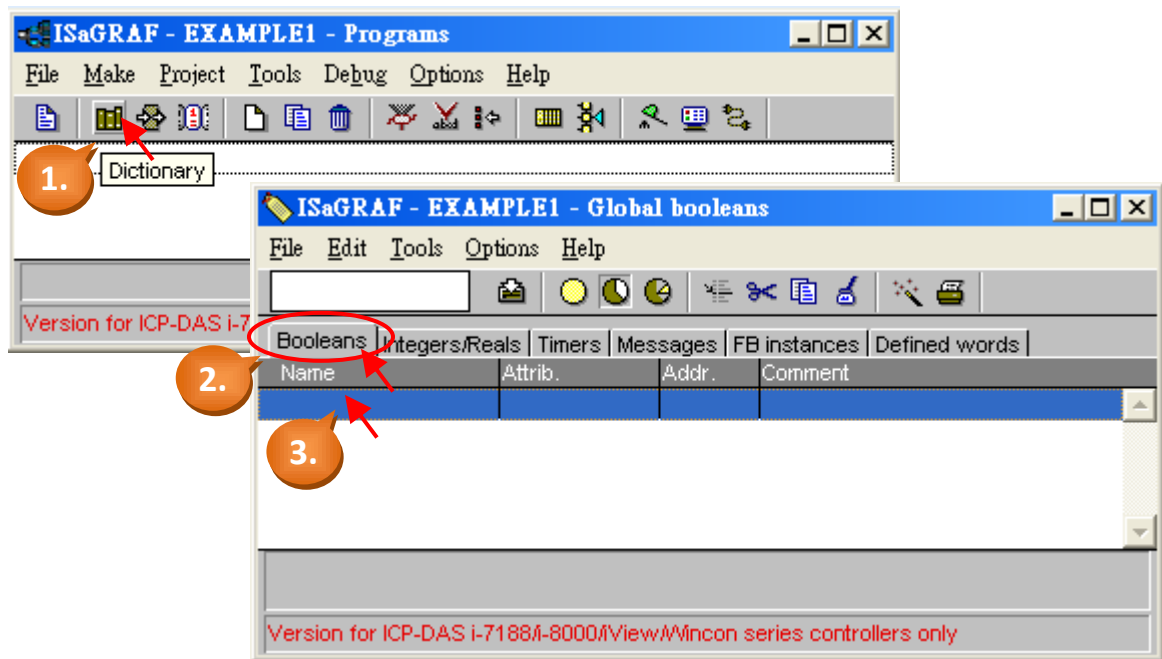 ISaGRAF - EXAMPLE1 - Programs
File Make Project Tools Debug Options Help
1.
Dictionary
ISaGRAF - EXAMPLE1 - Global booleans
File Edit Tools Options Help
Version for ICP-DAS i-7
Booleans Integers/Reals Timers Messages FB instances Defined words
2.
Name Attrib. Addr. Comment
3.
Version for ICP-DAS i-7188/i-8000/iView/Wincon series controllers only